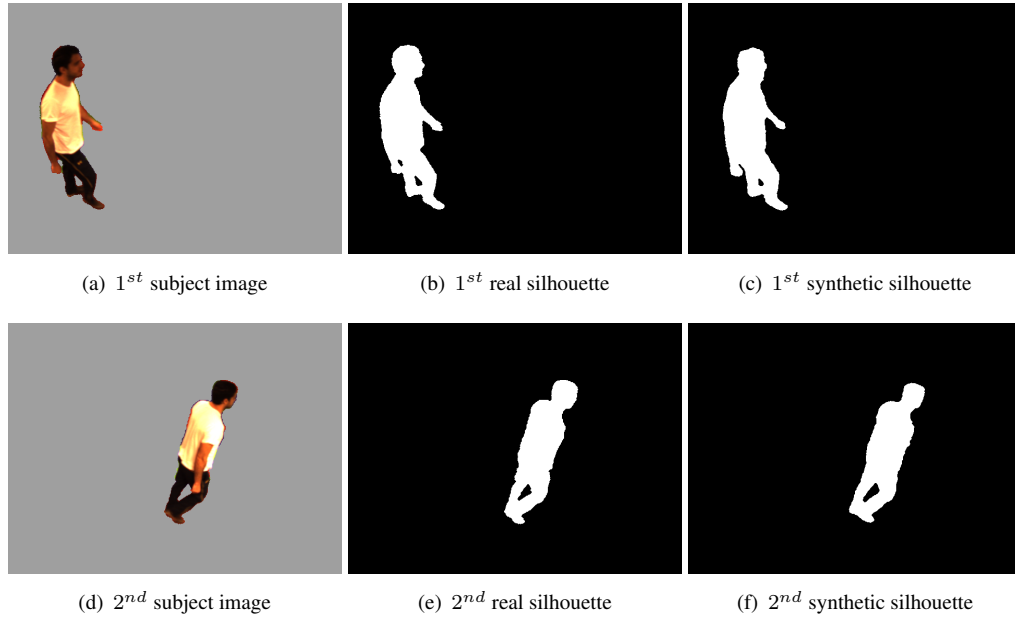 (a) 1st subject image
(b) 1st real silhouette
(c) 1st synthetic silhouette
(d) 2nd subject image
(e) 2nd real silhouette
(f) 2nd synthetic silhouette